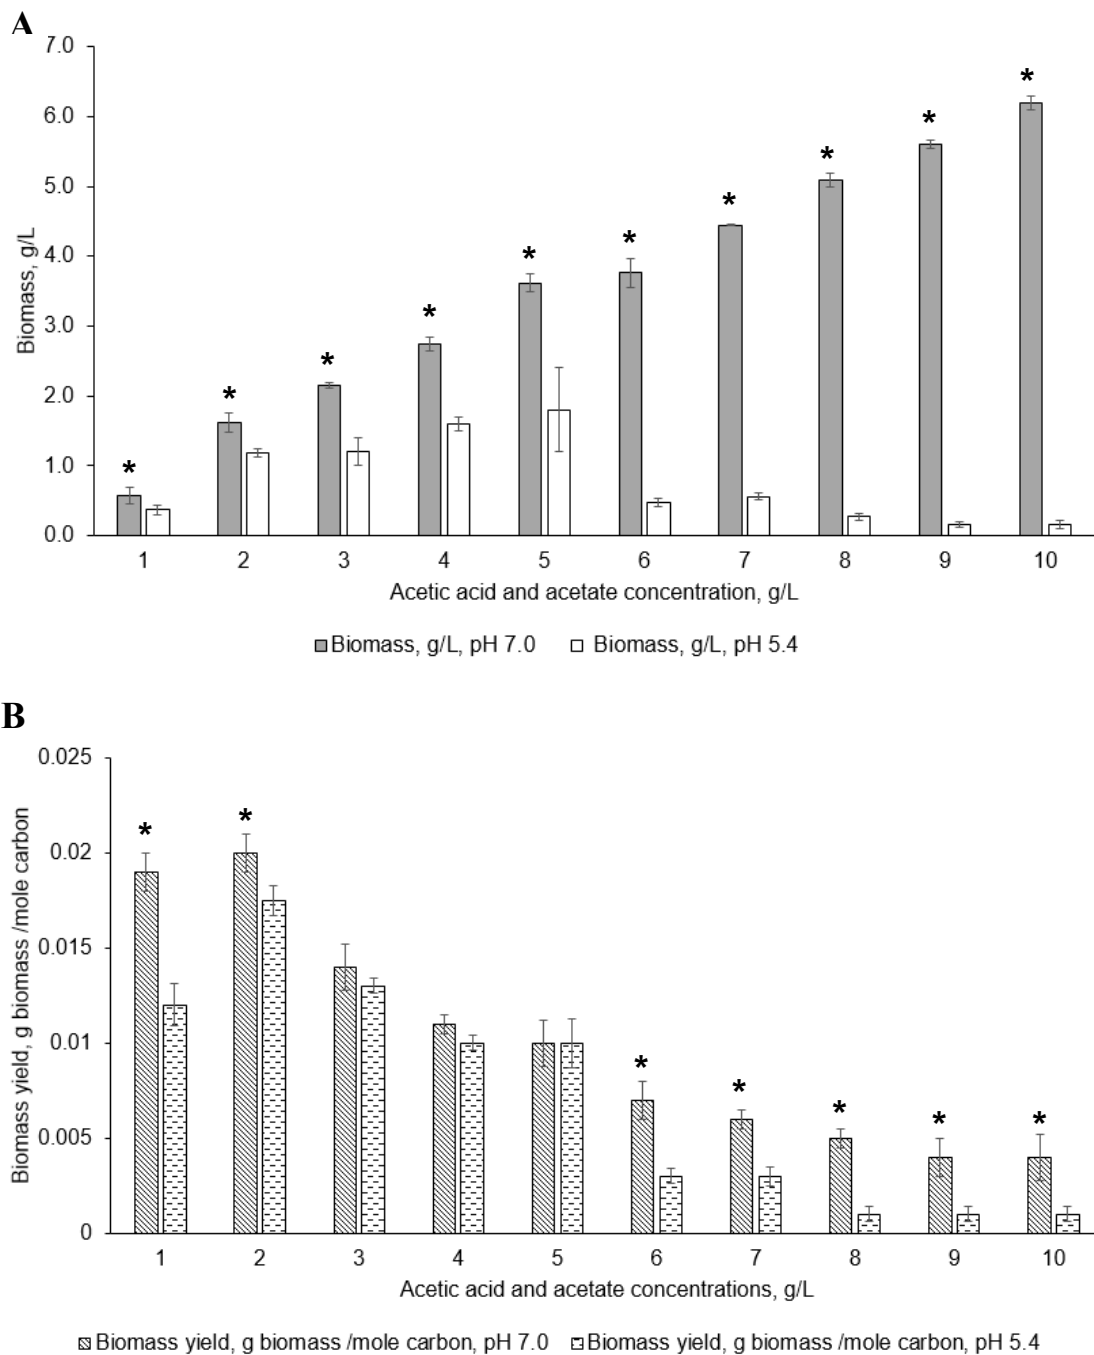 A
7.0
6.0
5.0
4.0
3.0
2.0
1.0
0.0
Biomass, g/L
* * * * * * * * * *
1 2 3 4 5 6 7 8 9 10
Acetic acid and acetate concentration, g/L
Biomass, g/L, pH 7.0 Biomass, g/L, pH 5.4
B
0.025
0.02
0.015
0.01
0.005
0
Biomass yield, g biomass /mole carbon
* * * * * * *
1 2 3 4 5 6 7 8 9 10
Acetic acid and acetate concentrations, g/L
Biomass yield, g biomass /mole carbon, pH 7.0 Biomass yield, g biomass /mole carbon, pH 5.4